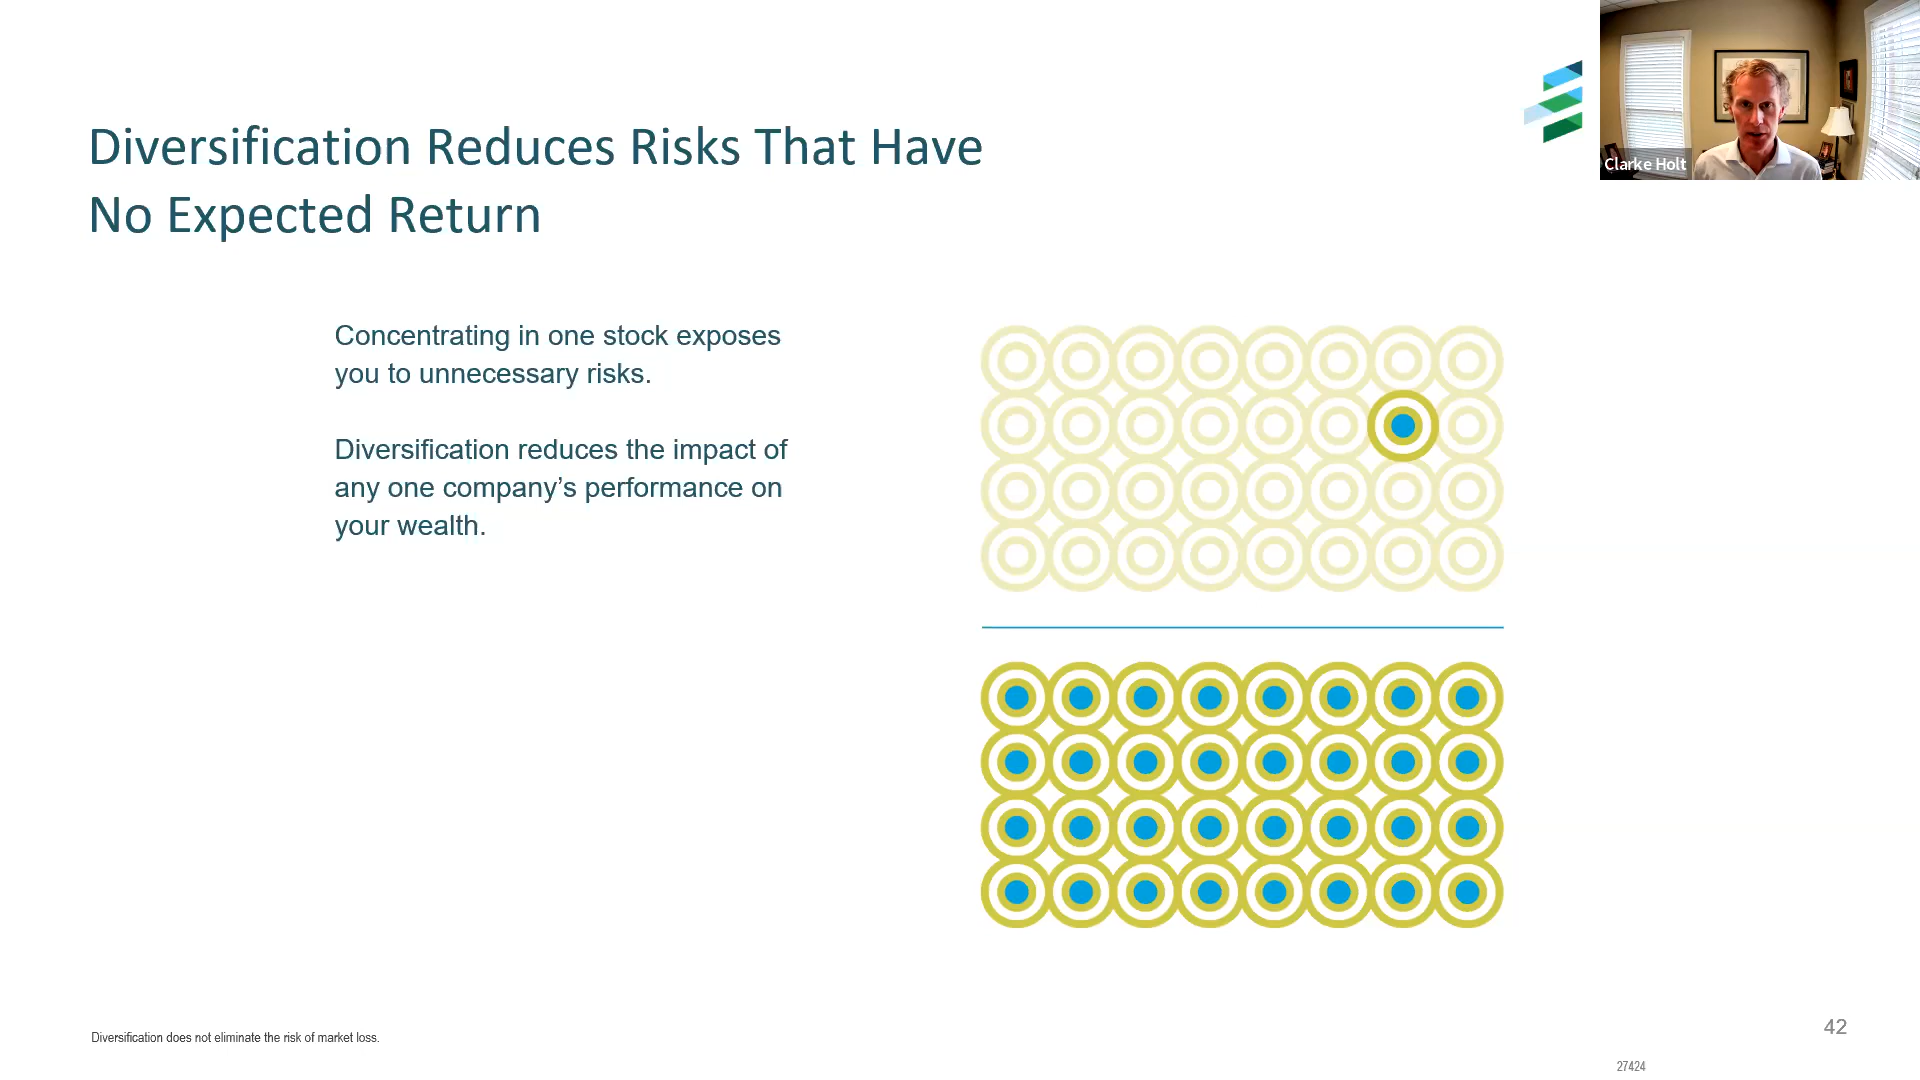 Clarke Holt
Diversification Reduces Risks That Have
No Expected Return
Concentrating in one stock exposes
you to unnecessary risks.
Diversification reduces the impact of
any one company’s performance on
your wealth.
Diversification does not eliminate the risk of market loss.
42
27424